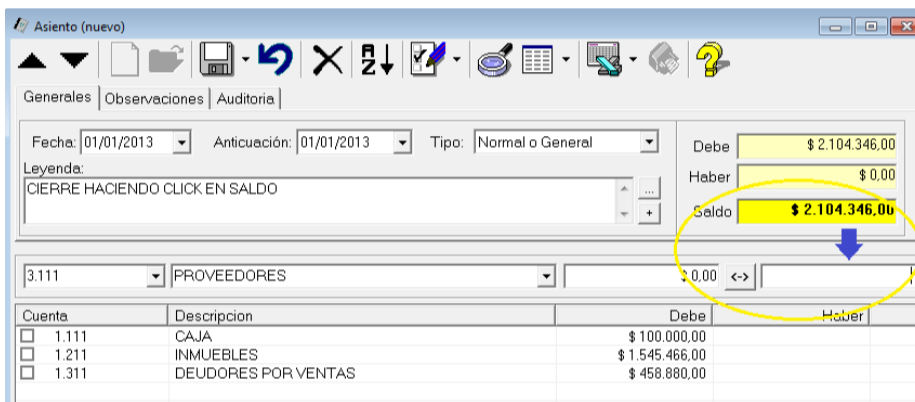 Asiento (nuevo)
Generales Observaciones Auditoria
Fecha: 01/01/2013 Anticuación: 01/01/2013 Tipo: Normal o General
Debe $ 2.104.346,00
Leyenda:
CIERRE HACIENDO CLICK EN SALDO
...
+
Haber $ 0,00
Saldo $ 2.104.346,00
3.111 PROVEEDORES $ 0,00 <->
Cuenta Descripcion Debe Haber
1.111 CAJA $ 100.000,00
1.211 INMUEBLES $ 1.545.466,00
1.311 DEUDORES POR VENTAS $ 458.880,00